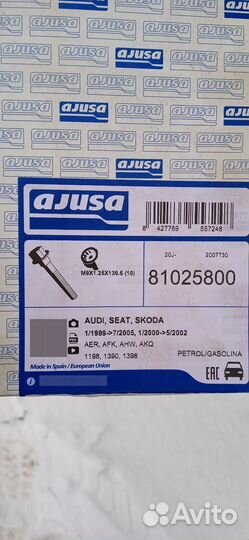 ajusa
ajusa
8 427769 557248
20J- 2007730
M9X1.25X139.5 (10)
81025800
AUDI, SEAT, SKODA
1/1999->7/2005, 1/2000->5/2002
AER, AFK, AHW, AKQ
1198, 1390, 1398
PETROL/GASOLINA
Made in Spain / European Union
EAC
Avito